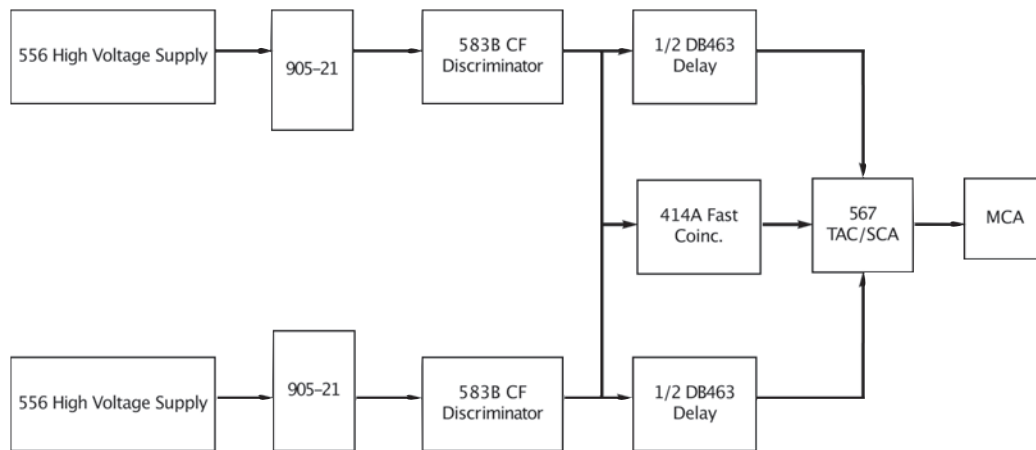 556 High Voltage Supply
905–21
583B CF
Discriminator
1/2 DB463
Delay
414A Fast
Coinc.
567
TAC/SCA
MCA
556 High Voltage Supply
905–21
583B CF
Discriminator
1/2 DB463
Delay